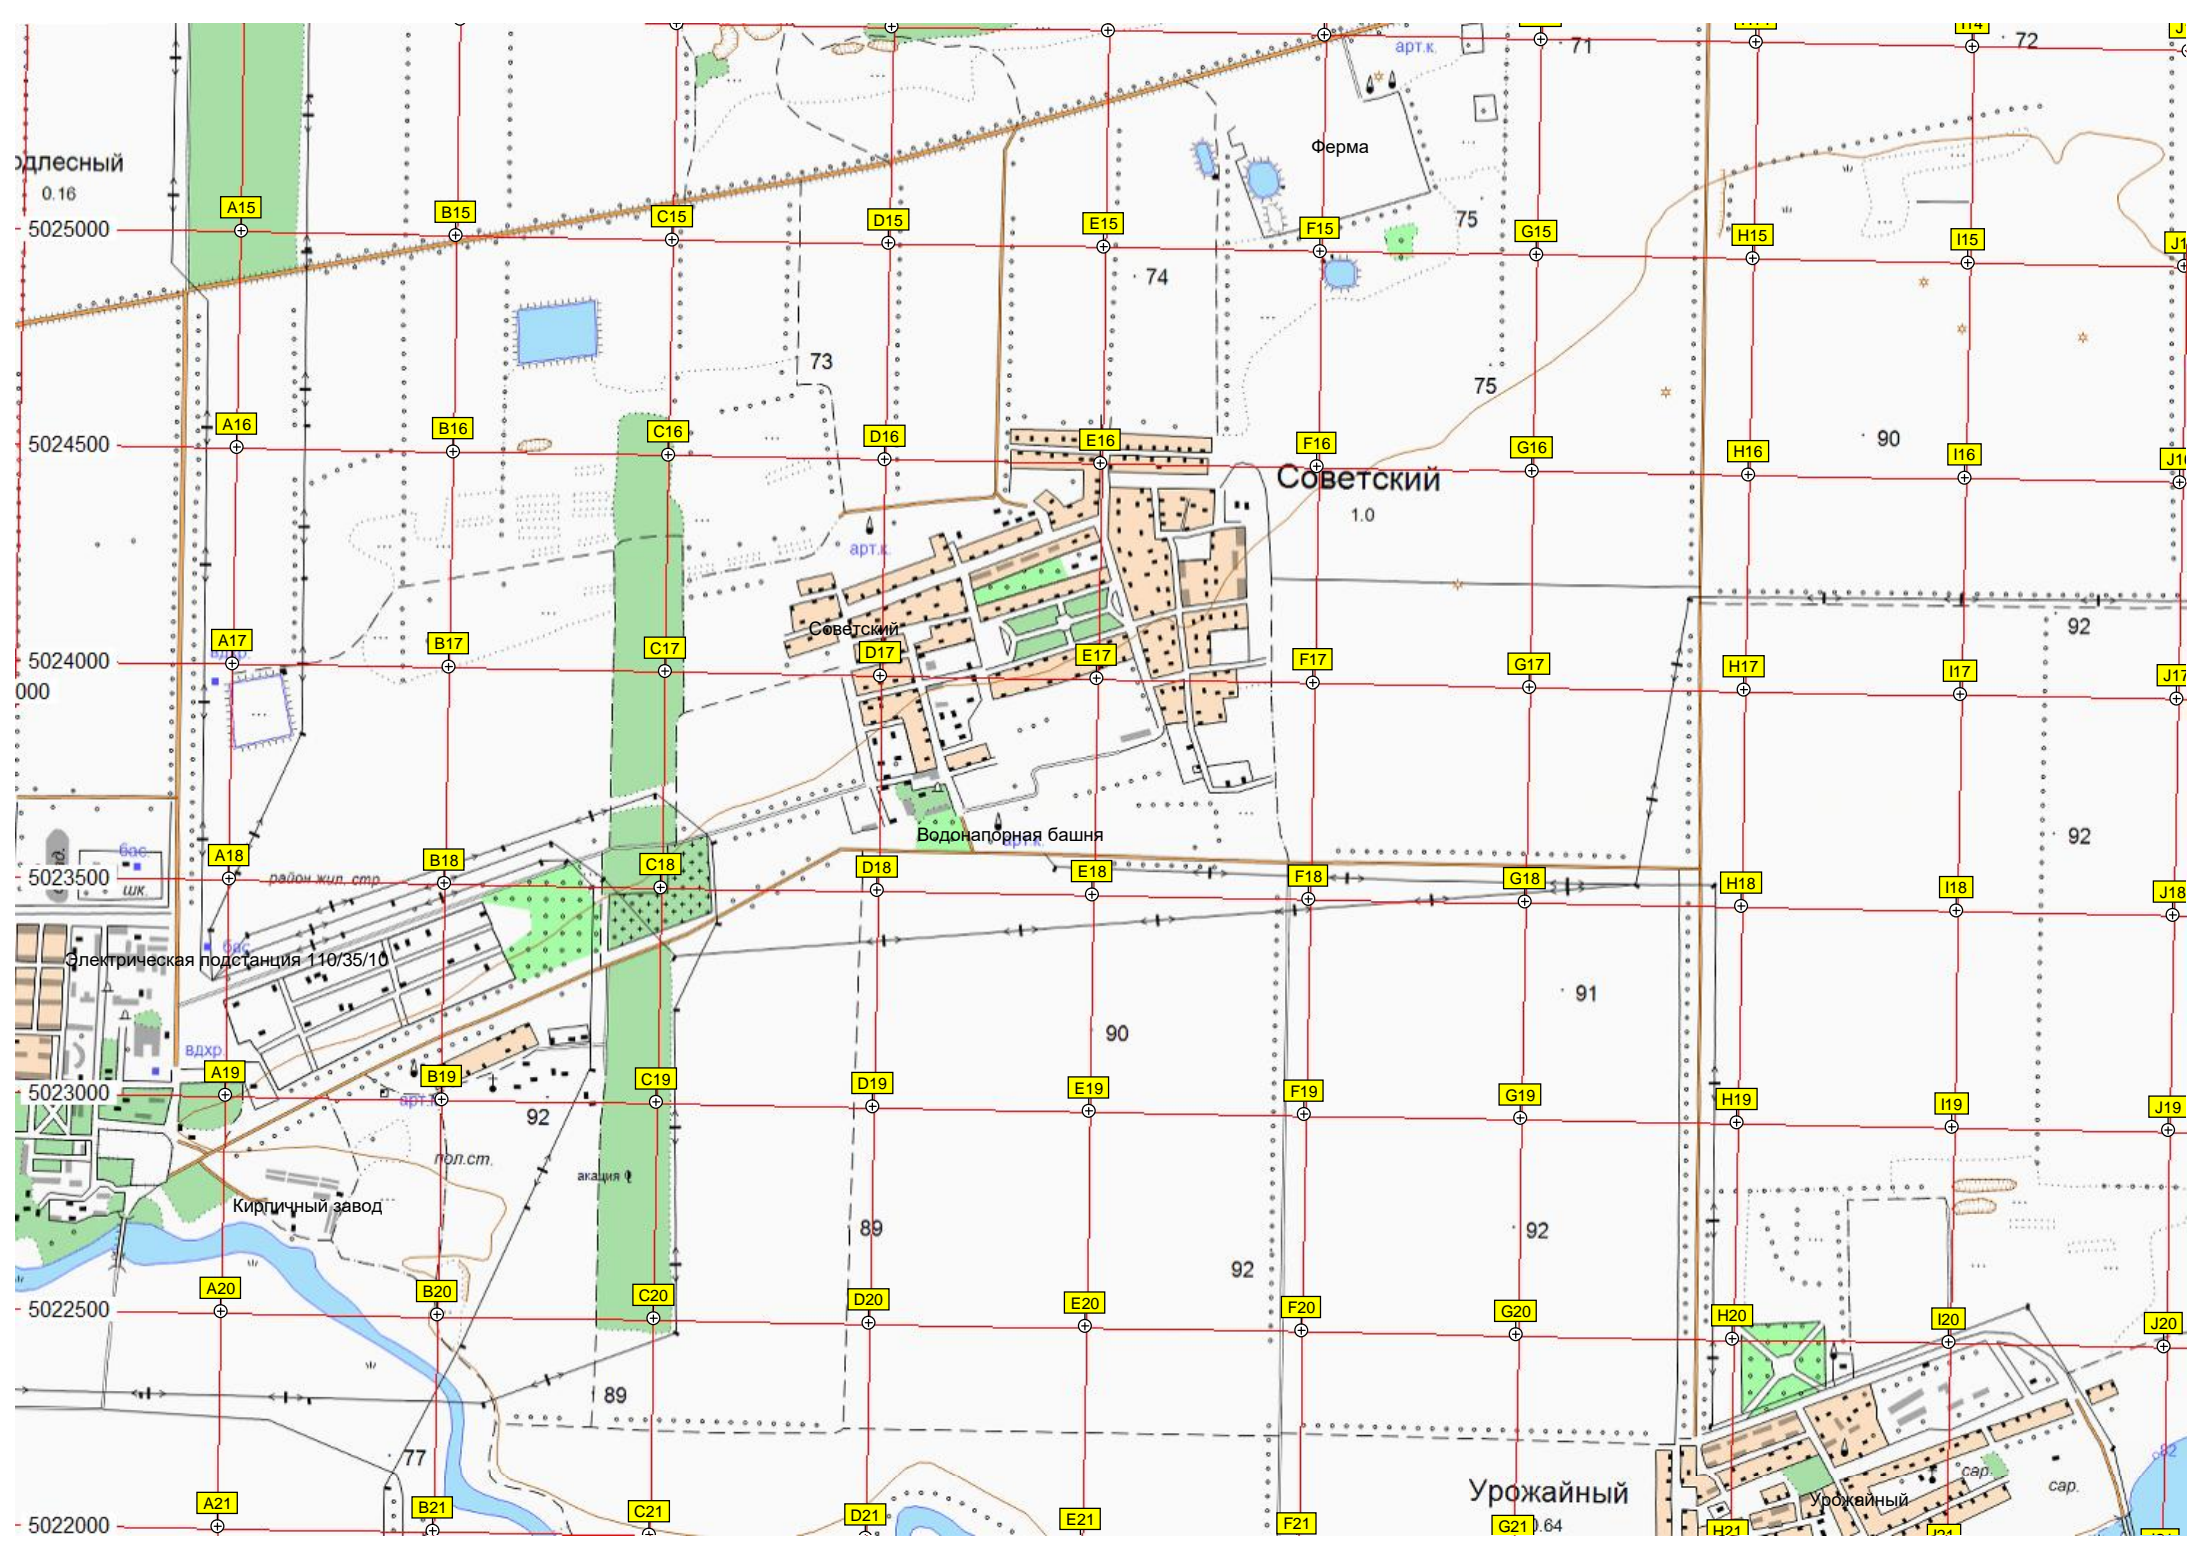 71
72
арт.к.
Ферма
одлесный
0.16
A15
B15
C15
D15
E15
F15
G15
H15
I15
5025000
75
74
73
75
90
A16
B16
C16
D16
E16
F16
G16
H16
I16
5024500
Советский
1.0
арт.к.
Советский
92
A17
B17
C17
D17
E17
F17
G17
H17
I17
J17
5024000
000
92
Водонапорная башня
арт.к.
бас.
шк.
район жил. стр.
A18
B18
C18
D18
E18
F18
G18
H18
I18
J18
5023500
бас.
Электрическая подстанция 110/35/10
91
90
вдхр.
A19
B19
C19
D19
E19
F19
G19
H19
I19
J19
5023000
92
пол.ст.
акация
Кирпичный завод
89
92
92
A20
B20
C20
D20
E20
F20
G20
H20
I20
J20
5022500
89
77
Урожайный
0.64
Урожайный
сар.
сар.
A21
B21
C21
D21
E21
F21
G21
H21
5022000